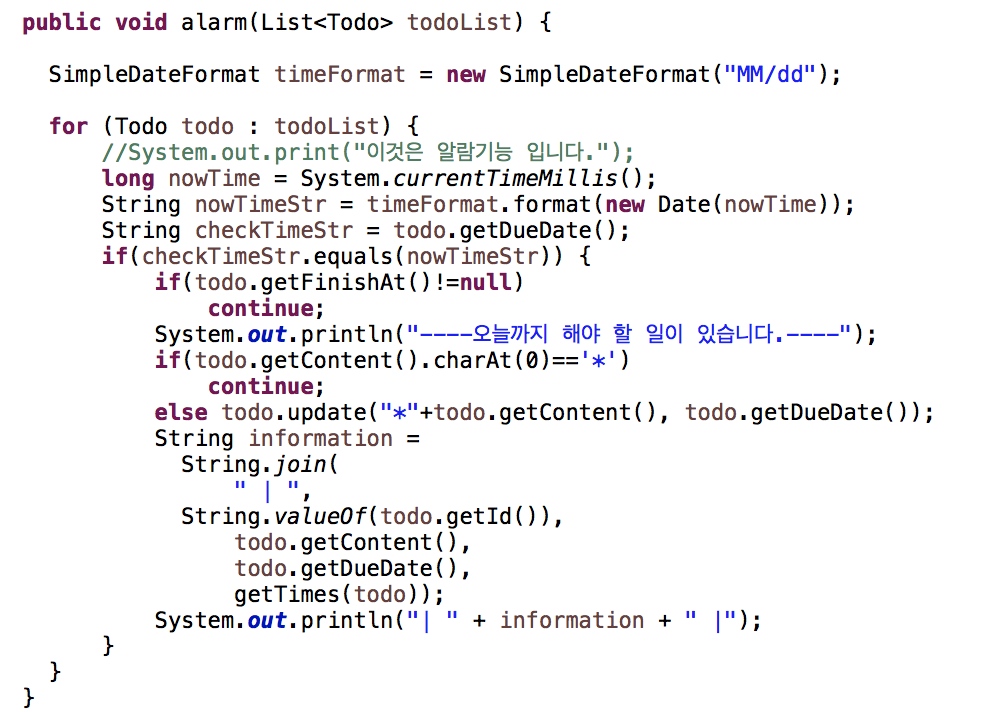 public void alarm(List<Todo> todoList) {
SimpleDateFormat timeFormat = new SimpleDateFormat("MM/dd");
for (Todo todo : todoList) {
//System.out.print("이것은 알람기능 입니다.");
long nowTime = System.currentTimeMillis();
String nowTimeStr = timeFormat.format(new Date(nowTime));
String checkTimeStr = todo.getDueDate();
if(checkTimeStr.equals(nowTimeStr)) {
if(todo.getFinishAt()!=null)
continue;
System.out.println("----오늘까지 해야 할 일이 있습니다.----");
if(todo.getContent().charAt(0)=='*')
continue;
else todo.update("*"+todo.getContent(), todo.getDueDate());
String information =
String.join(
" | ",
String.valueOf(todo.getId()),
todo.getContent(),
todo.getDueDate(),
getTimes(todo));
System.out.println("| " + information + " |");
}
}
}